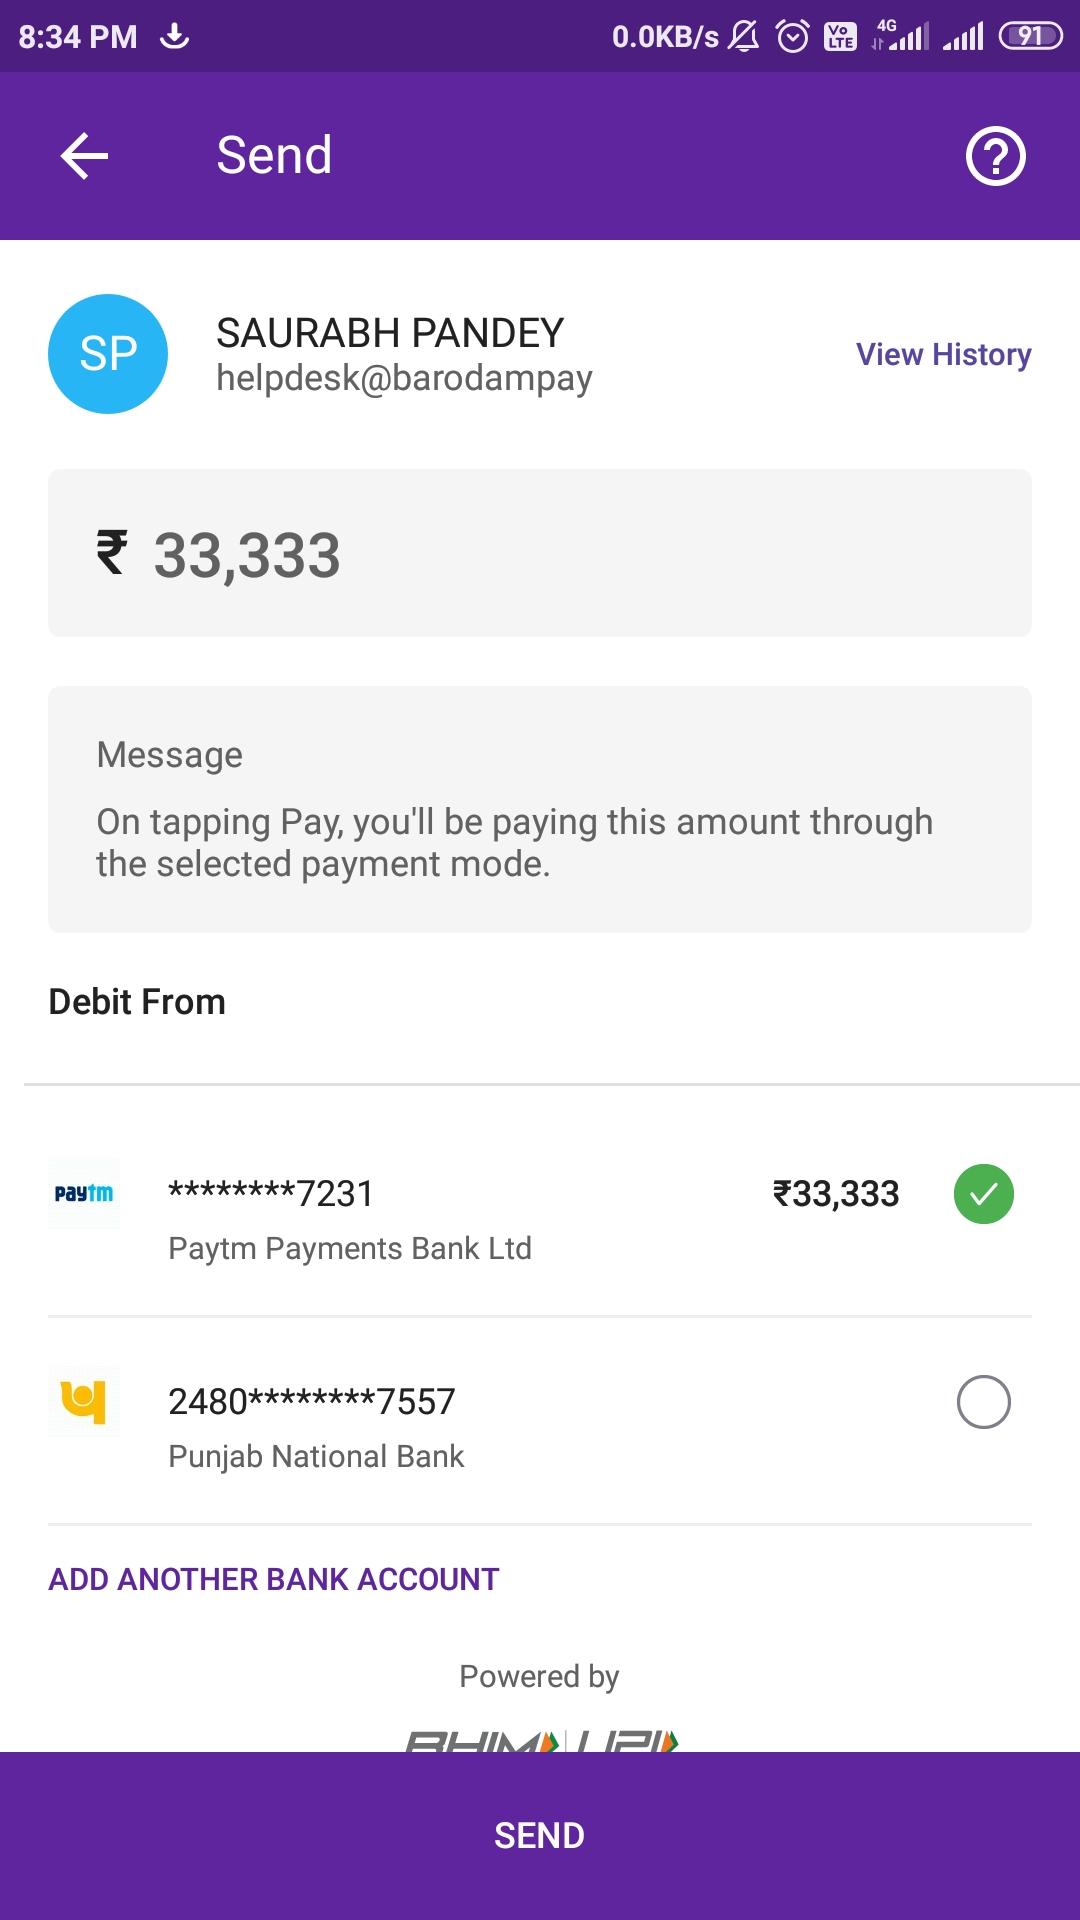 8:34 PM 0.0KB/s Vo LTE 4G 91
Send
SP
SAURABH PANDEY
helpdesk@barodampay
View History
₹ 33,333
Message
On tapping Pay, you'll be paying this amount through
the selected payment mode.
Debit From
paytm
********7231
₹33,333
Paytm Payments Bank Ltd
2480********7557
Punjab National Bank
ADD ANOTHER BANK ACCOUNT
Powered by
BHIM UPI
SEND